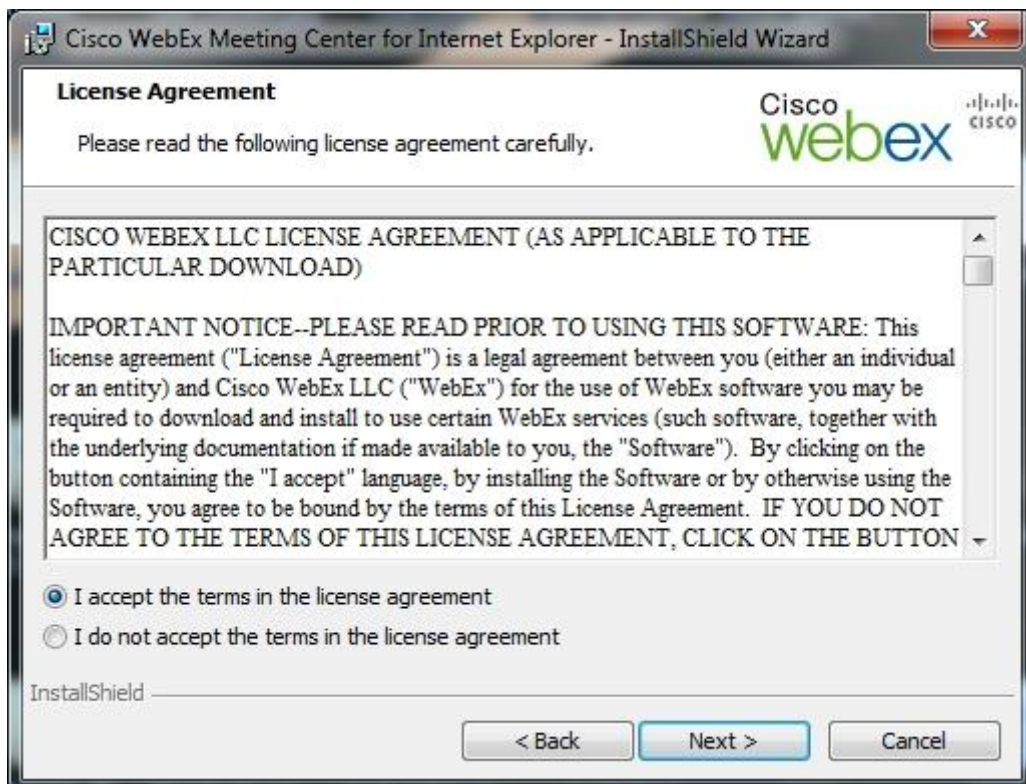 Cisco WebEx Meeting Center for Internet Explorer - InstallShield Wizard
License Agreement
Please read the following license agreement carefully.
Cisco
webex
CISCO
CISCO WEBEX LLC LICENSE AGREEMENT (AS APPLICABLE TO THE
PARTICULAR DOWNLOAD)
IMPORTANT NOTICE--PLEASE READ PRIOR TO USING THIS SOFTWARE: This
license agreement ("License Agreement") is a legal agreement between you (either an individual
or an entity) and Cisco WebEx LLC ("WebEx") for the use of WebEx software you may be
required to download and install to use certain WebEx services (such software, together with
the underlying documentation if made available to you, the "Software").  By clicking on the
button containing the "I accept" language, by installing the Software or by otherwise using the
Software, you agree to be bound by the terms of this License Agreement.  IF YOU DO NOT
AGREE TO THE TERMS OF THIS LICENSE AGREEMENT, CLICK ON THE BUTTON
I accept the terms in the license agreement
I do not accept the terms in the license agreement
InstallShield
< Back
Next >
Cancel